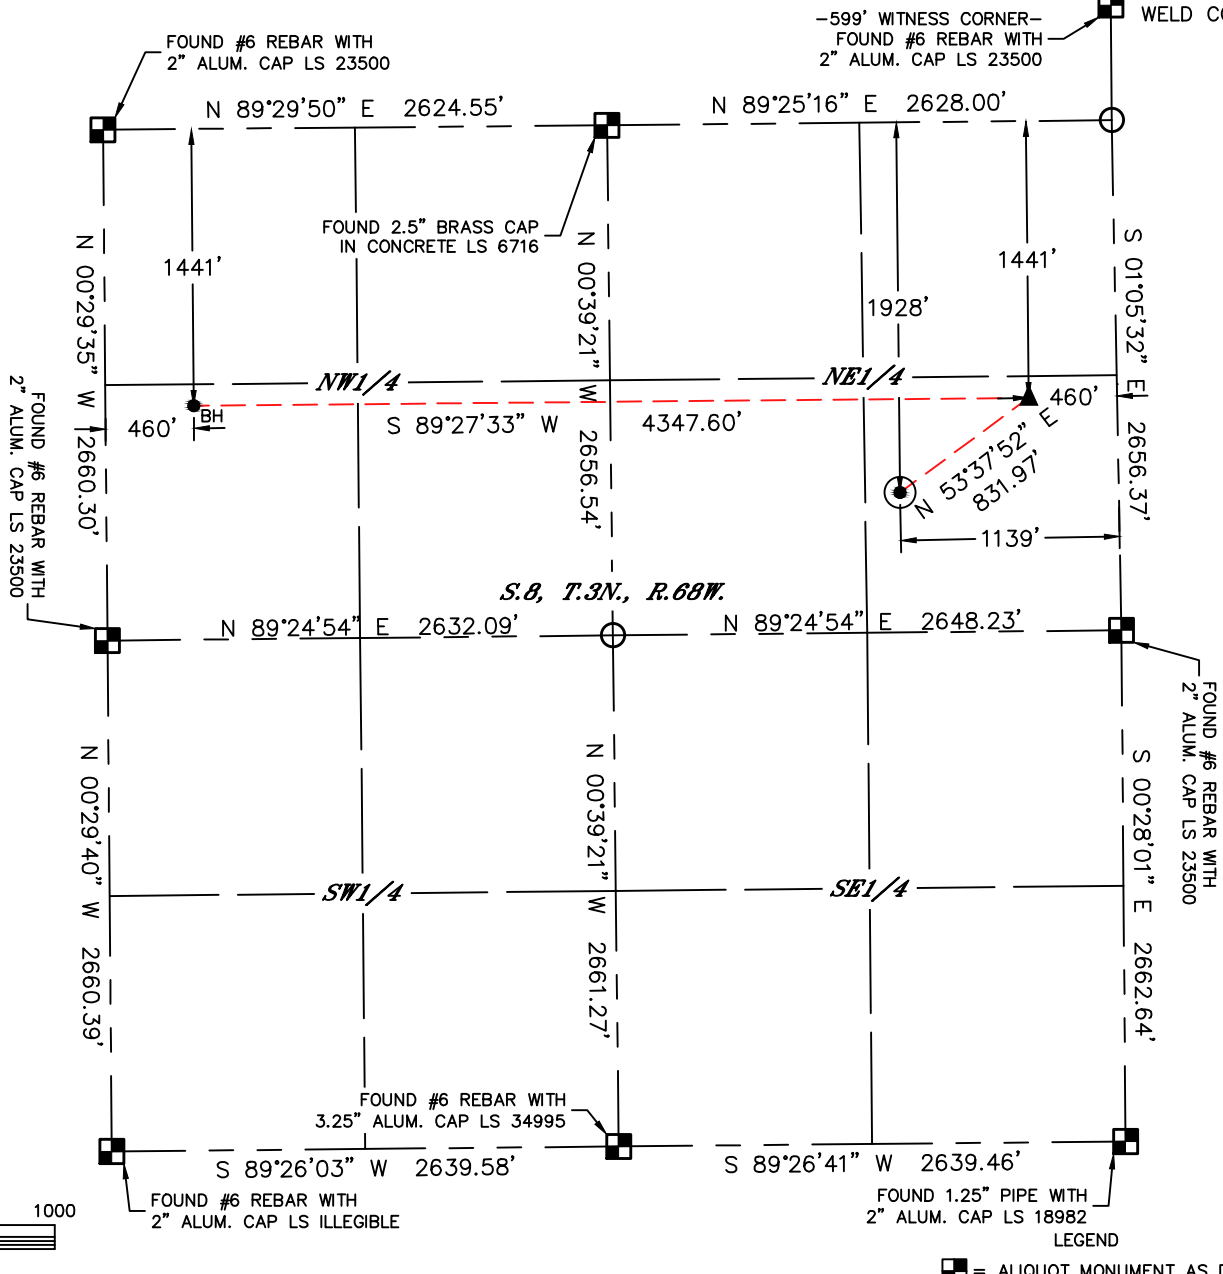 -599' WITNESS CORNER-
FOUND #6 REBAR WITH
2" ALUM. CAP LS 23500
WELD
FOUND #6 REBAR WITH
2" ALUM. CAP LS 23500
N 89°29'50" E 2624.55'
N 89°25'16" E 2628.00'
FOUND 2.5" BRASS CAP
IN CONCRETE LS 6716
1441'
1441'
1928'
N 00°29'35" W 2660.30'
N 00°39'21" W 2656.54'
S 01°05'32" E 2656.37'
NW1/4
NE1/4
BH
460'
S 89°27'33" W 4347.60'
460'
N 53°37'52" E
831.97'
1139'
FOUND #6 REBAR WITH
2" ALUM. CAP LS 23500
S.8, T.3N., R.68W.
N 89°24'54" E 2632.09'
N 89°24'54" E 2648.23'
FOUND #6 REBAR WITH
2" ALUM. CAP LS 23500
N 00°29'40" W 2660.39'
N 00°39'21" W 2661.27'
S 00°28'01" E 2662.64'
SW1/4
SE1/4
FOUND #6 REBAR WITH
3.25" ALUM. CAP LS 34995
S 89°26'03" W 2639.58'
S 89°26'41" W 2639.46'
FOUND #6 REBAR WITH
2" ALUM. CAP LS ILLEGIBLE
FOUND 1.25" PIPE WITH
2" ALUM. CAP LS 18982
1000
LEGEND
= ALIQUOT MONUMENT AS